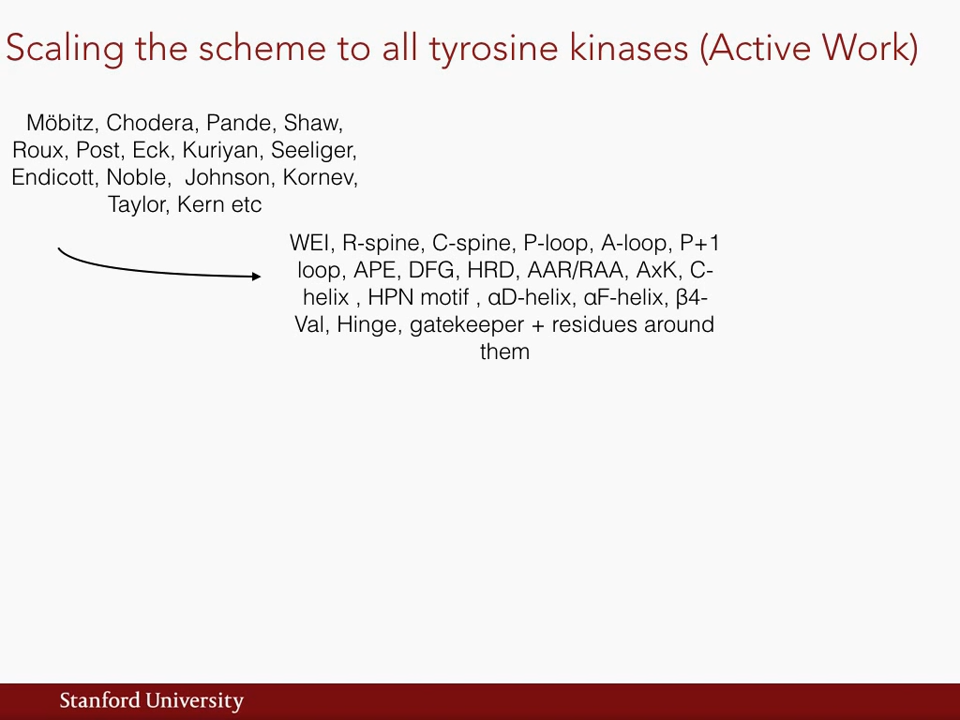 Scaling the scheme to all tyrosine kinases (Active Work)
Möbitz, Chodera, Pande, Shaw,
Roux, Post, Eck, Kuriyan, Seeliger,
Endicott, Noble, Johnson, Kornev,
Taylor, Kern etc
WEI, R-spine, C-spine, P-loop, A-loop, P+1
loop, APE, DFG, HRD, AAR/RAA, AxK, C-
helix , HPN motif , αD-helix, αF-helix, β4-
Val, Hinge, gatekeeper + residues around
them
Stanford University